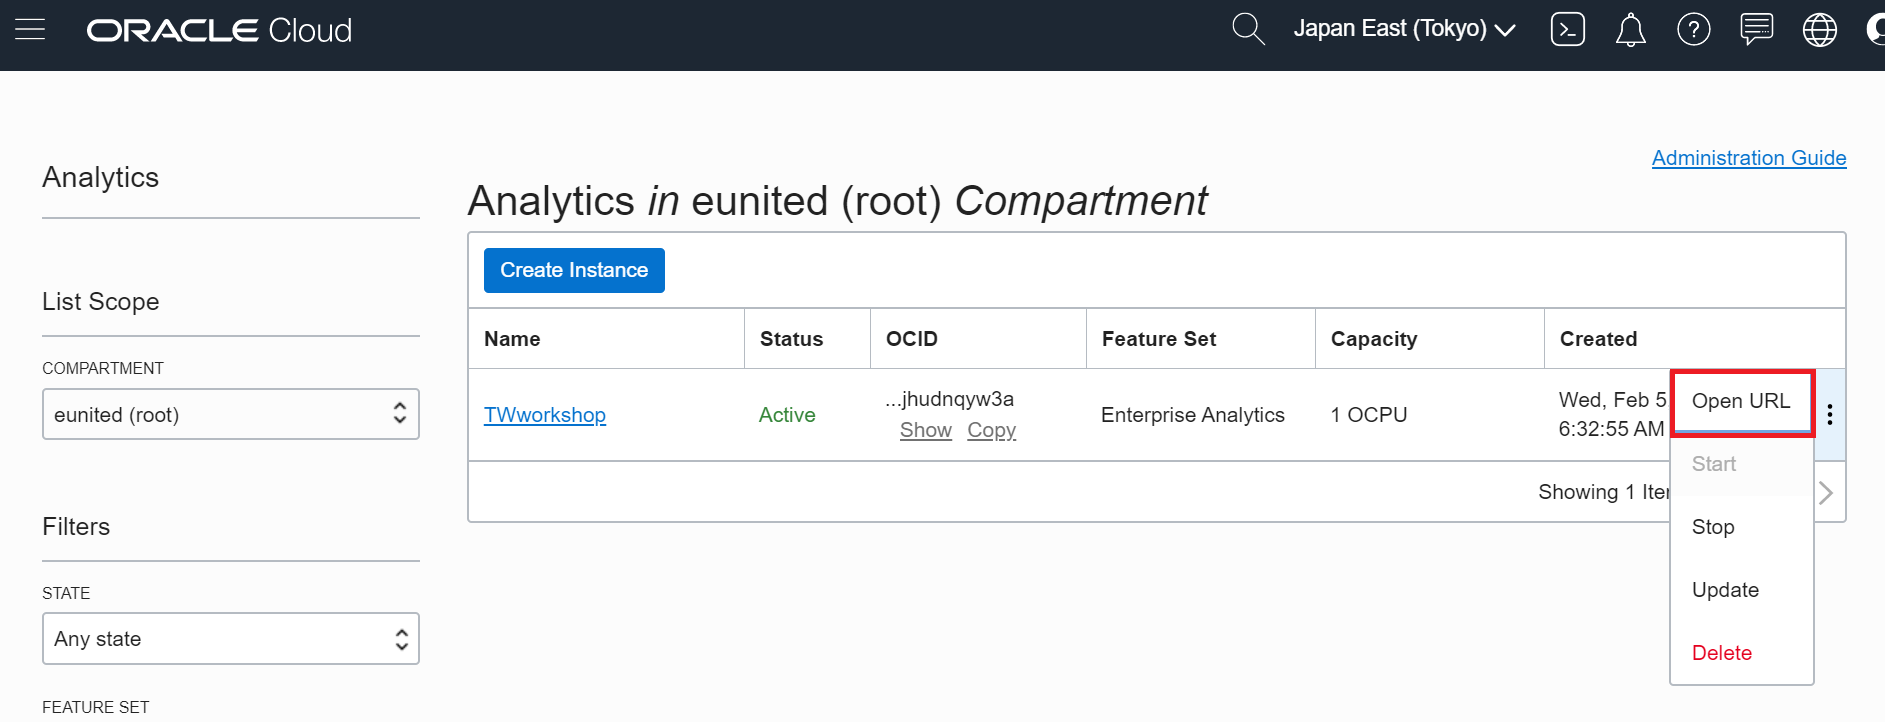 ORACLE Cloud
Japan East (Tokyo)
Analytics
List Scope
COMPARTMENT
eunited (root)
Filters
STATE
Any state
FEATURE SET
Administration Guide
Analytics in eunited (root) Compartment
Create Instance
Name Status OCID Feature Set Capacity Created
TWworkshop Active ...jhudnqyw3a Enterprise Analytics 1 OCPU Wed, Feb 5
Show Copy 6:32:55 AM
Showing 1
Open URL
Start
Stop
Update
Delete